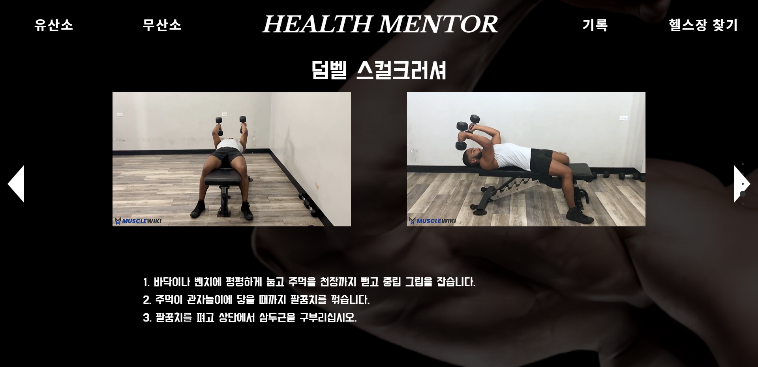 유산소
무산소
HEALTH MENTOR
기록
헬스장 찾기
덤벨 스컬크러셔
MUSCLEWIKI
MUSCLEWIKI
1. 바닥이나 벤치에 평평하게 눕고 주먹을 천장까지 뻗고 중립 그립을 잡습니다.
2. 주먹이 관자놀이에 닿을 때까지 팔꿈치를 꺾습니다.
3. 팔꿈치를 펴고 상단에서 삼두근을 구부리십시오.